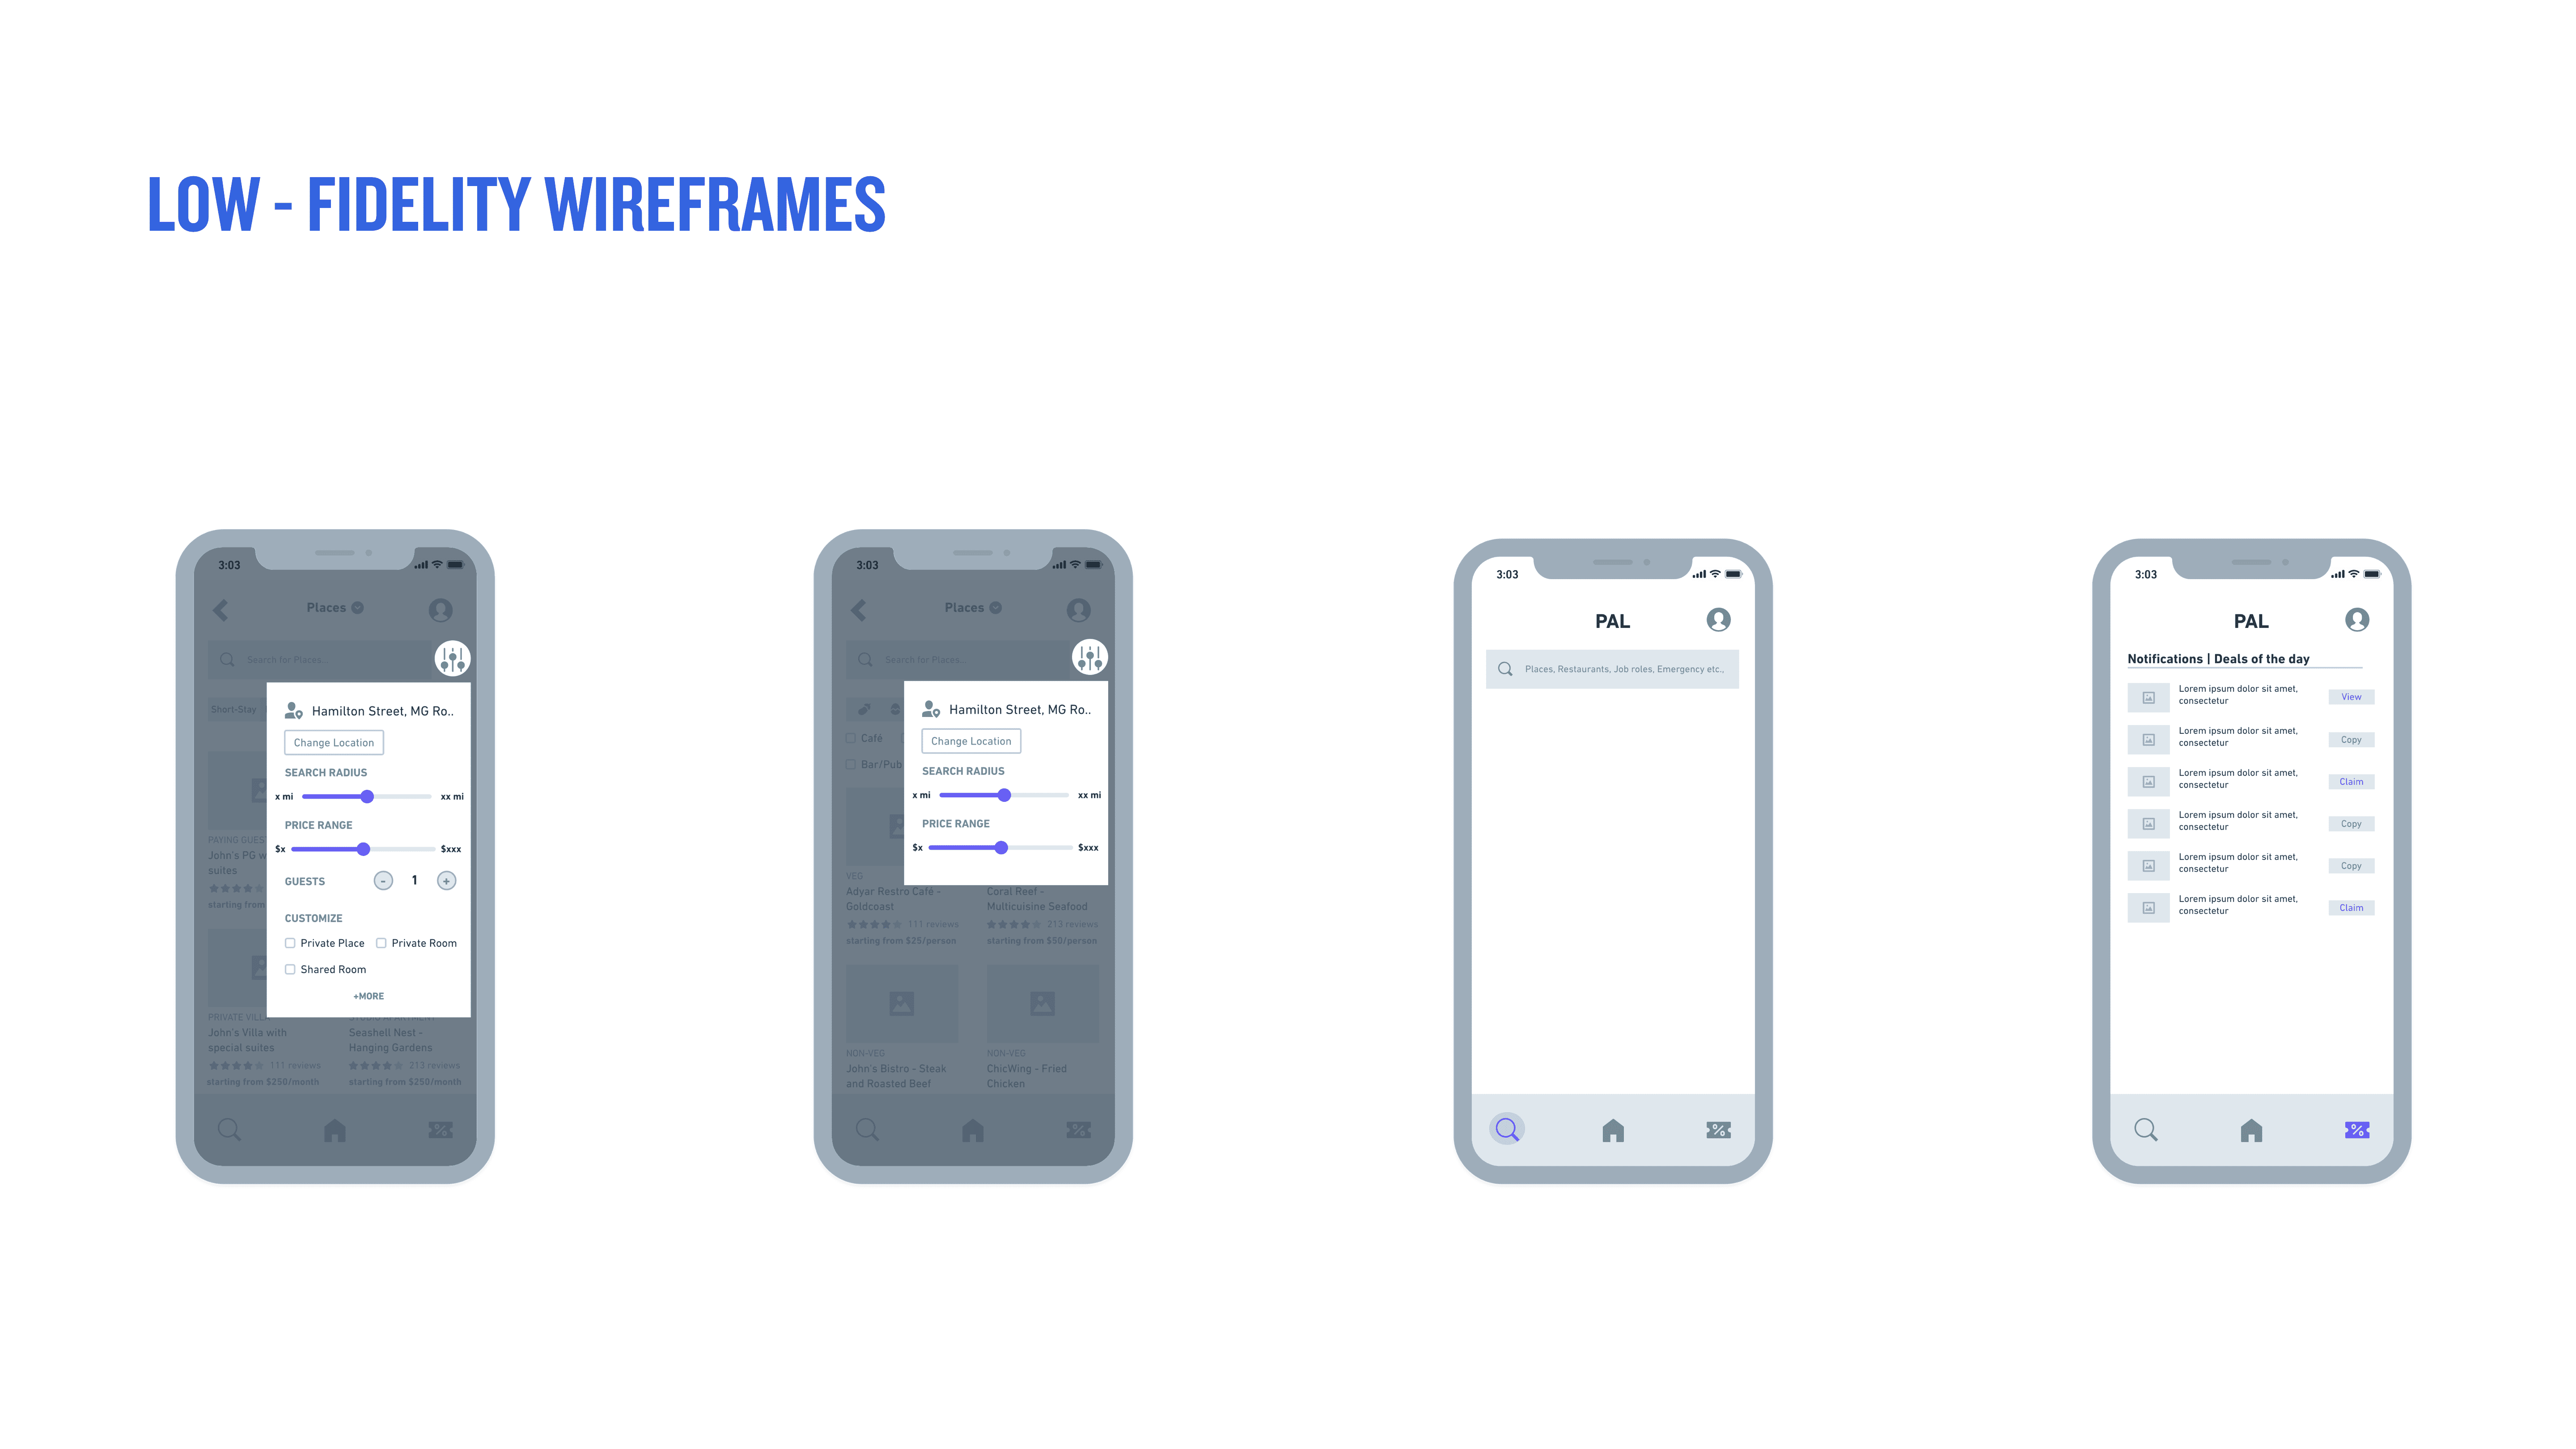 LOW - FIDELITY WIREFRAMES
3:03
Places
Search for Places...
Short-Stay
Hamilton Street, MG Ro..
Change Location
SEARCH RADIUS
x mi
xx mi
PRICE RANGE
$x
$xxx
GUESTS
-
1
+
CUSTOMIZE
Private Place
Private Room
Shared Room
+MORE
PAYING GUES
John's PG w
suites
starting from
PRIVATE VILL
John's Villa with
special suites
111 reviews
starting from $250/month
Seashell Nest -
Hanging Gardens
213 reviews
starting from $250/month
3:03
Places
Search for Places...
Café
Bar/Pub
Hamilton Street, MG Ro..
Change Location
SEARCH RADIUS
x mi
xx mi
PRICE RANGE
$x
$xxx
VEG
Adyar Restro Café -
Goldcoast
111 reviews
starting from $25/person
Coral Reef -
Multicuisine Seafood
213 reviews
starting from $50/person
NON-VEG
John's Bistro - Steak
and Roasted Beef
NON-VEG
ChicWing - Fried
Chicken
3:03
PAL
Places, Restaurants, Job roles, Emergency etc..
3:03
PAL
Notifications | Deals of the day
Lorem ipsum dolor sit amet,
consectetur
View
Lorem ipsum dolor sit amet,
consectetur
Copy
Lorem ipsum dolor sit amet,
consectetur
Claim
Lorem ipsum dolor sit amet,
consectetur
Copy
Lorem ipsum dolor sit amet,
consectetur
Copy
Lorem ipsum dolor sit amet,
consectetur
Claim